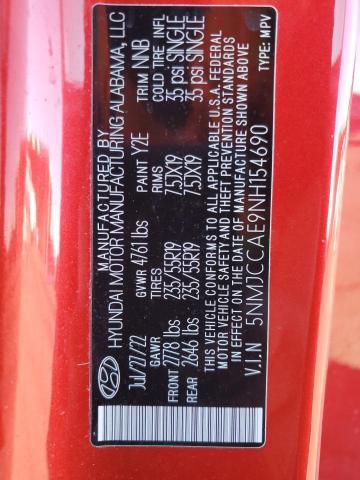 MANUFACTURED BY
HYUNDAI MOTOR MANUFACTURING ALABAMA, LLC
Jul/27/22 GVWR 4761 lbs PAINT Y2E TRIM NNB
GAWR TIRES RIMS COLD TIRE INFL
FRONT 2778 lbs 235/55R19 7.5JX19 35 psi SINGLE
REAR 2646 lbs 235/55R19 7.5JX19 35 psi SINGLE
THIS VEHICLE CONFORMS TO ALL APPLICABLE U.S.A. FEDERAL
MOTOR VEHICLE SAFETY AND THEFT PREVENTION STANDARDS
IN EFFECT ON THE DATE OF MANUFACTURE SHOWN ABOVE
V.I.N 5NMJCCAE9NH154690 TYPE: MPV